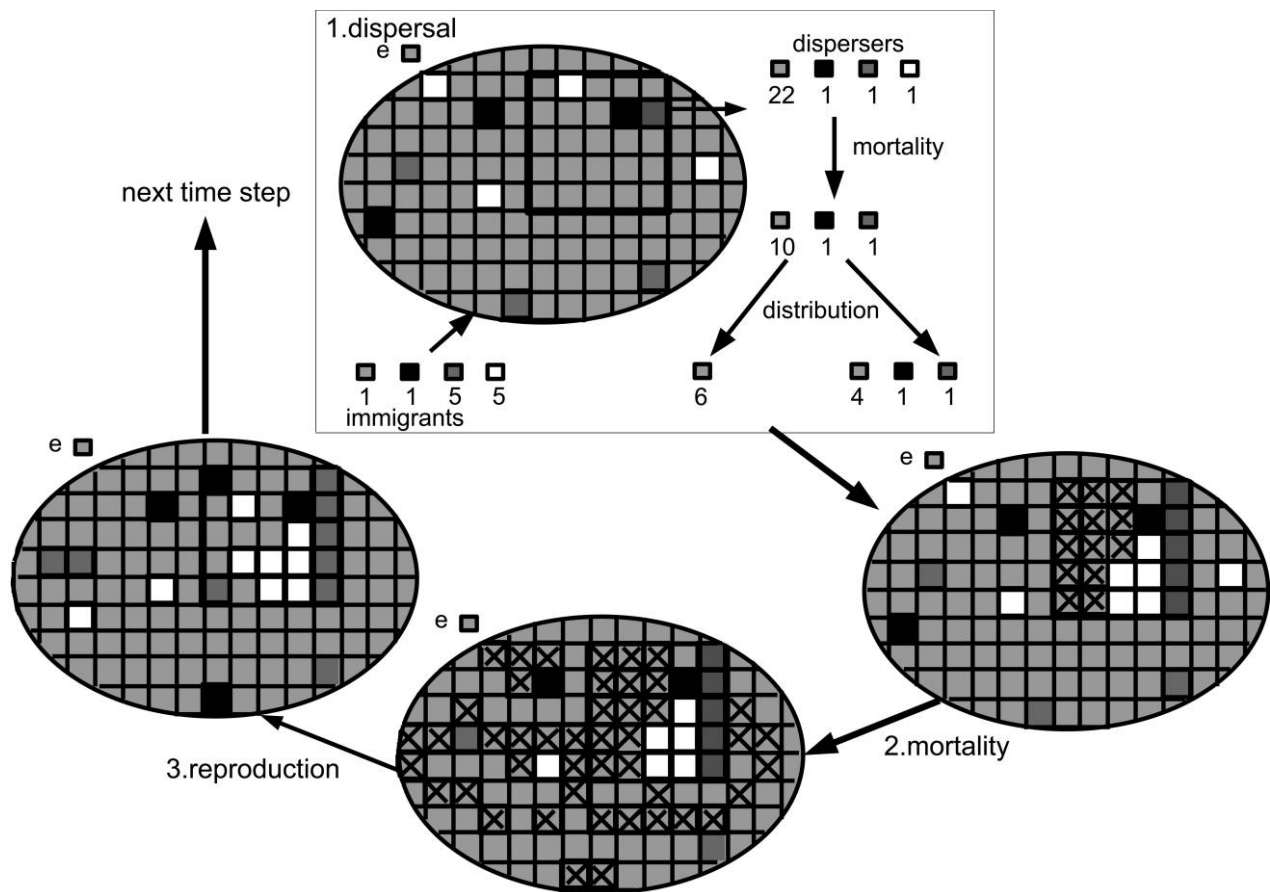 1.dispersal
e
dispersers
22 1 1 1
mortality
10 1 1
distribution
6
4 1 1
1 1 5 5
immigrants
next time step
e
e
2.mortality
e
3.reproduction